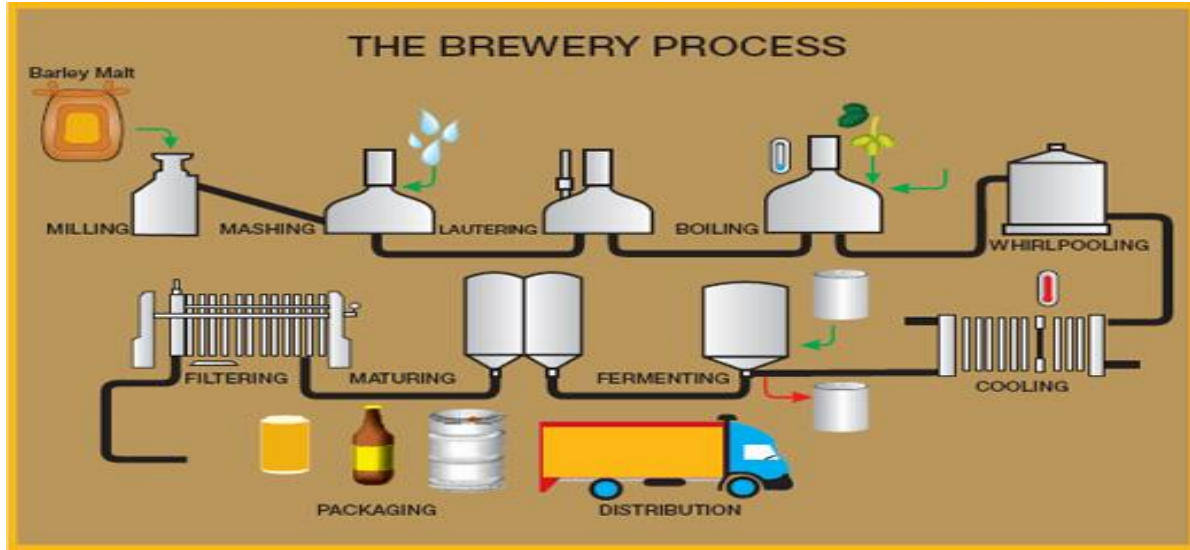 THE BREWERY PROCESS
Barley Malt
MILLING
MASHING
LAUTERING
BOILING
WHIRLPOOLING
FILTERING
MATURING
FERMENTING
COOLING
PACKAGING
DISTRIBUTION